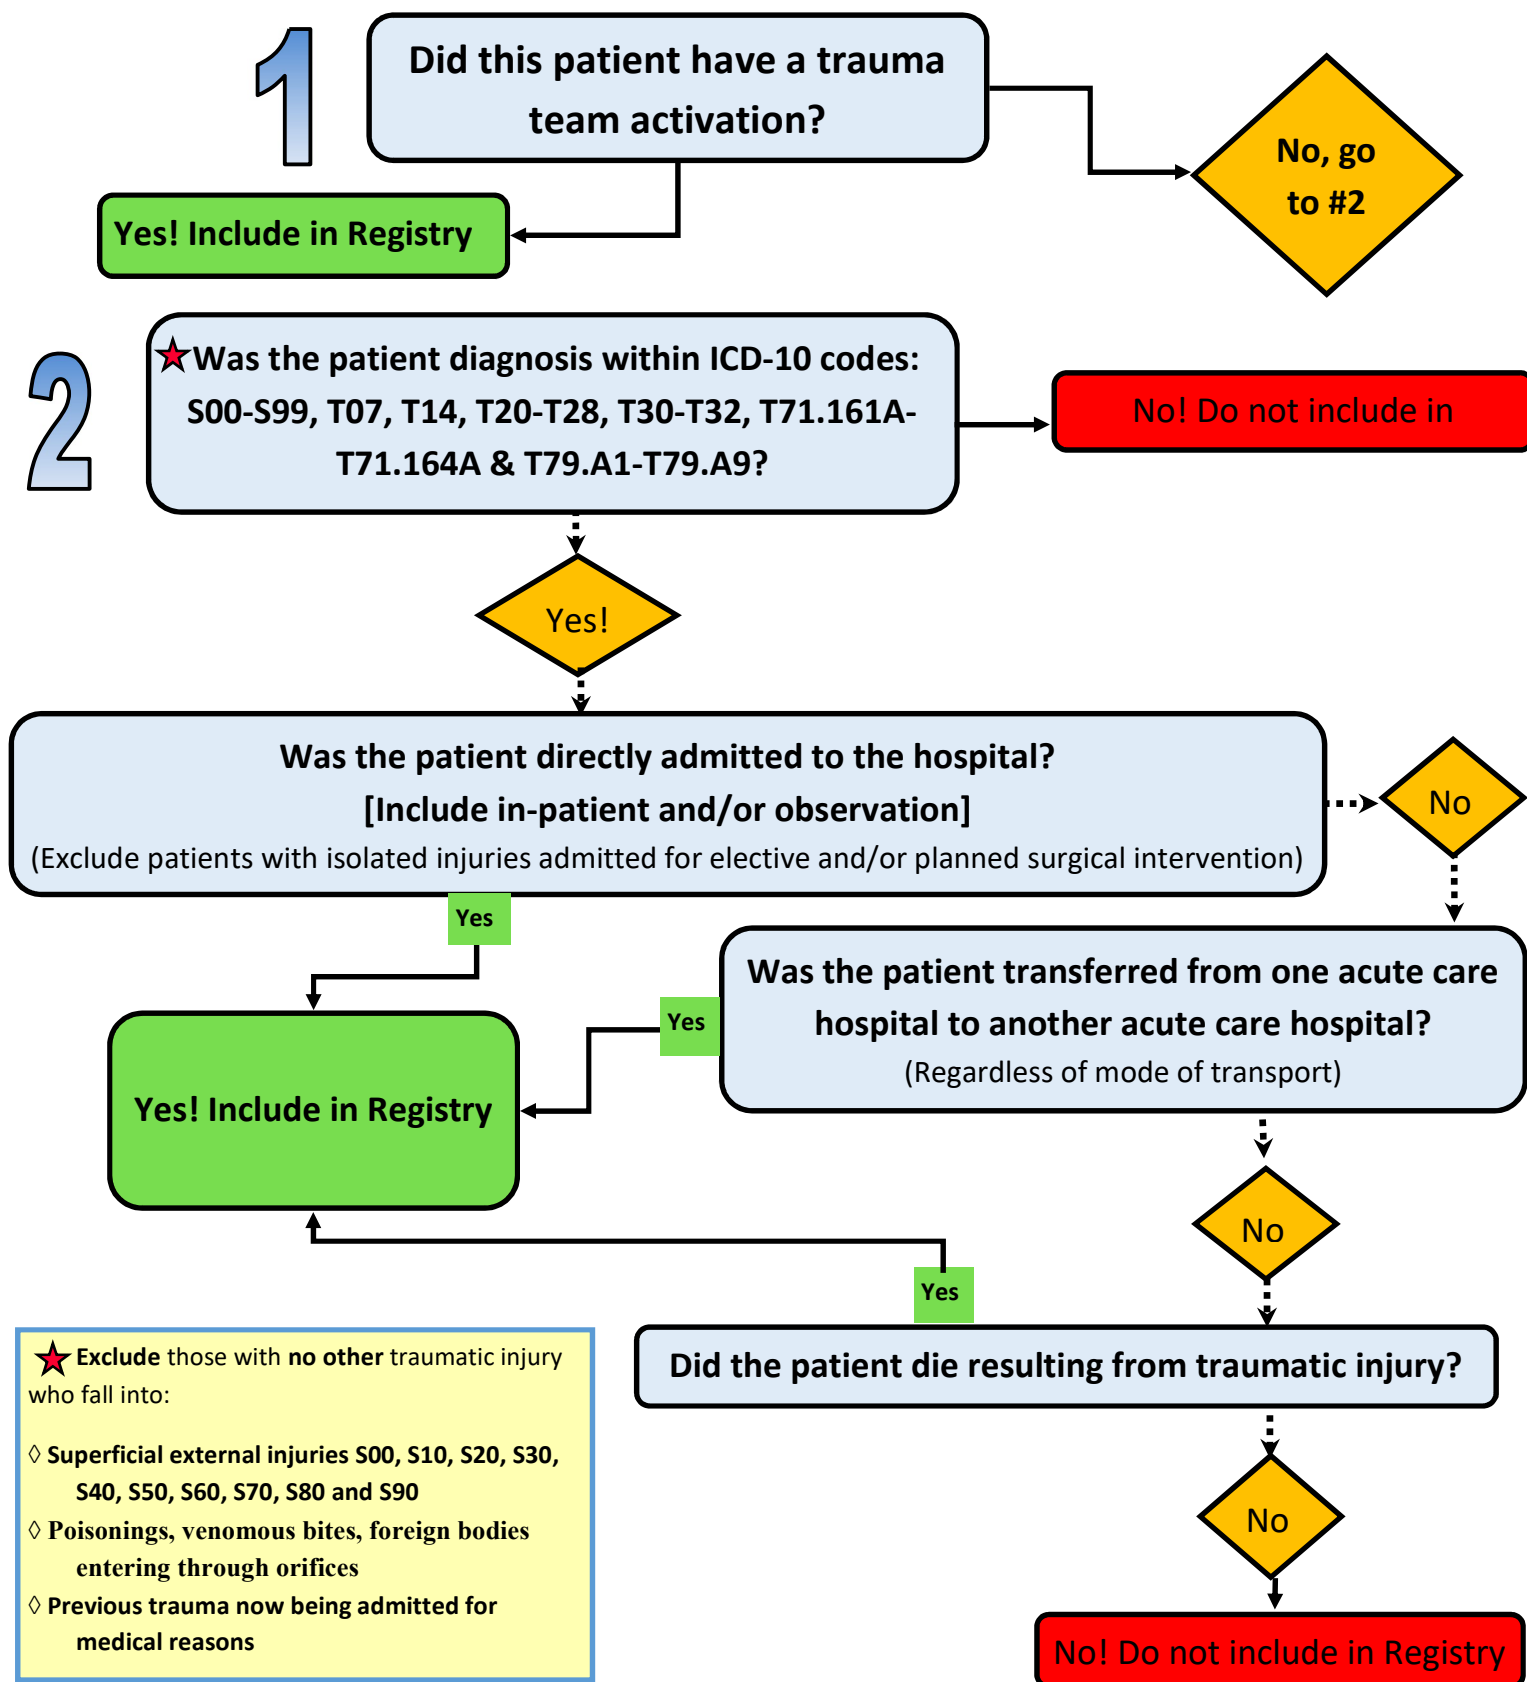 1
Did this patient have a trauma
team activation?
No, go
to #2
Yes! Include in Registry
2
Was the patient diagnosis within ICD-10 codes:
S00-S99, T07, T14, T20-T28, T30-T32, T71.161A-
T71.164A & T79.A1-T79.A9?
No! Do not include in
Yes!
Was the patient directly admitted to the hospital?
[Include in-patient and/or observation]
(Exclude patients with isolated injuries admitted for elective and/or planned surgical intervention)
No
Yes
Was the patient transferred from one acute care
hospital to another acute care hospital?
(Regardless of mode of transport)
Yes
Yes! Include in Registry
No
Yes
Did the patient die resulting from traumatic injury?
Exclude those with no other traumatic injury
who fall into:
◊ Superficial external injuries S00, S10, S20, S30,
S40, S50, S60, S70, S80 and S90
◊ Poisonings, venomous bites, foreign bodies
entering through orifices
◊ Previous trauma now being admitted for
medical reasons
No
No! Do not include in Registry